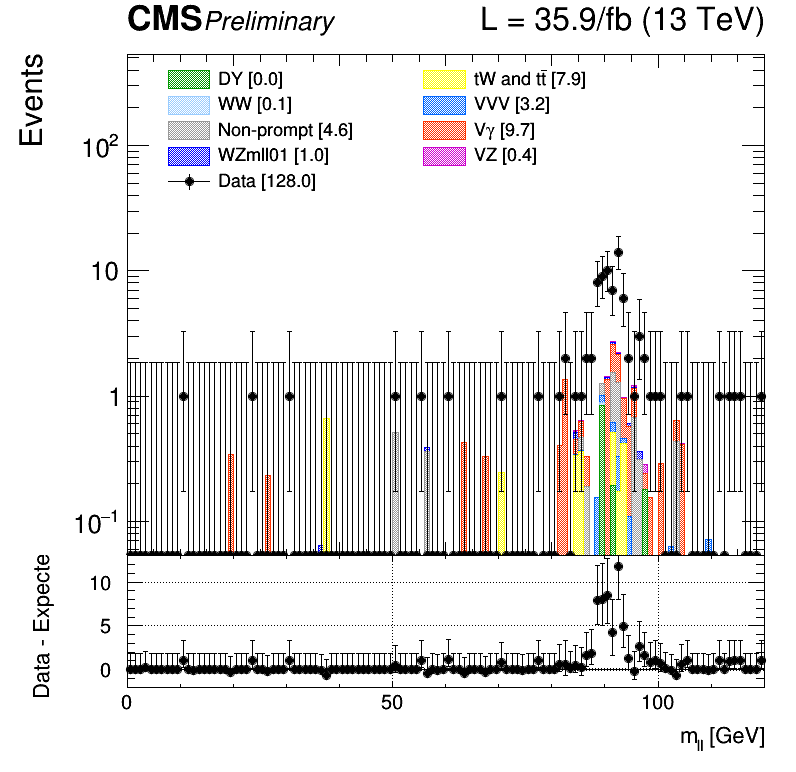 CMS Preliminary L = 35.9/fb (13 TeV)
Events
DY [0.0]
WW [0.1]
Non-prompt [4.6]
WZmll01 [1.0]
Data [128.0]
tW and tt̄ [7.9]
VVV [3.2]
Vγ [9.7]
VZ [0.4]
10²
10
1
10⁻¹
Data - Expecte
10
5
0
0 50 100
m_ll [GeV]